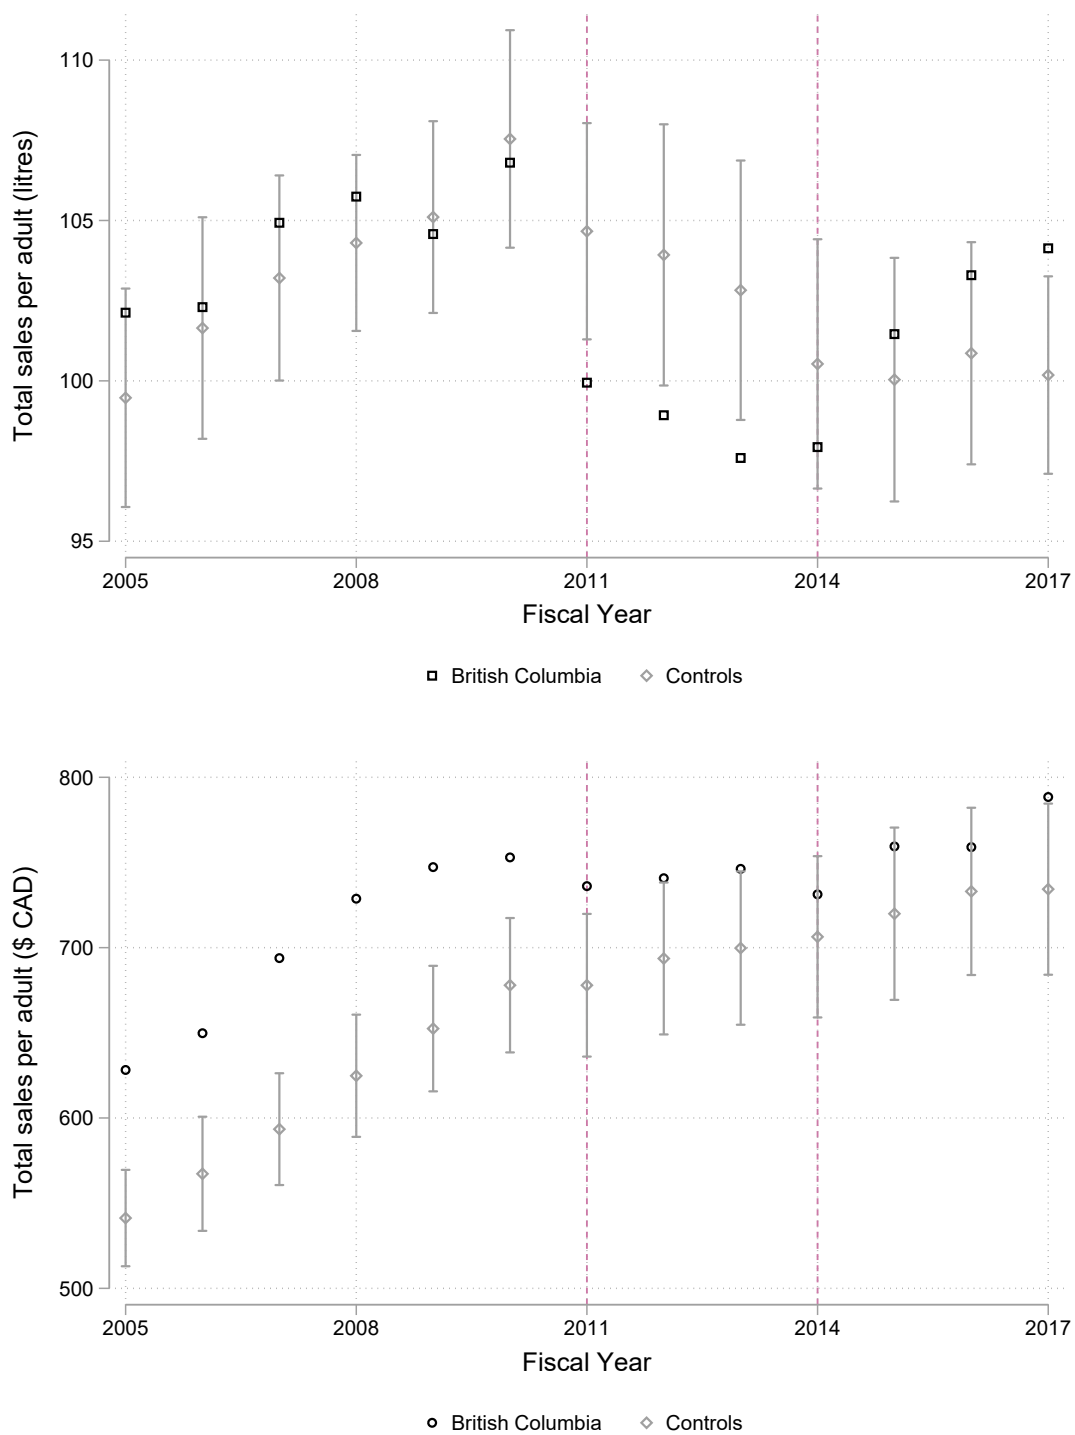 Total sales per adult (litres)
110
105
100
95
2005 2008 2011 2014 2017
Fiscal Year
British Columbia Controls
Total sales per adult ($ CAD)
800
700
600
500
2005 2008 2011 2014 2017
Fiscal Year
British Columbia Controls